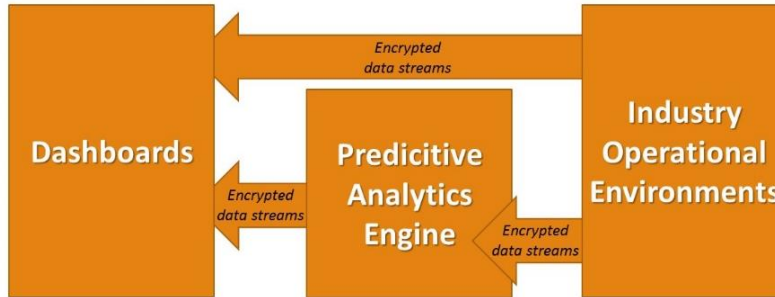 Encrypted
data streams
Dashboards
Predicitive
Analytics
Engine
Industry
Operational
Environments
Encrypted
data streams
Encrypted
data streams